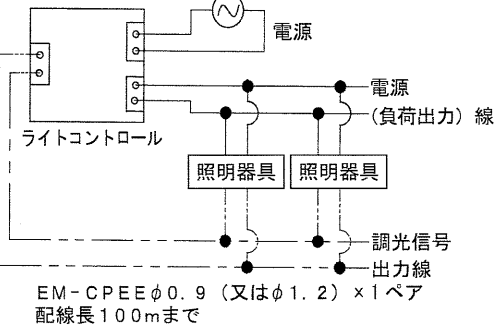 電源
電源
(負荷出力) 線
ライトコントロール
照明器具 照明器具
調光信号
出力線
EM-CPEEφ0.9 (又はφ1.2) ×1ペア
配線長100mまで